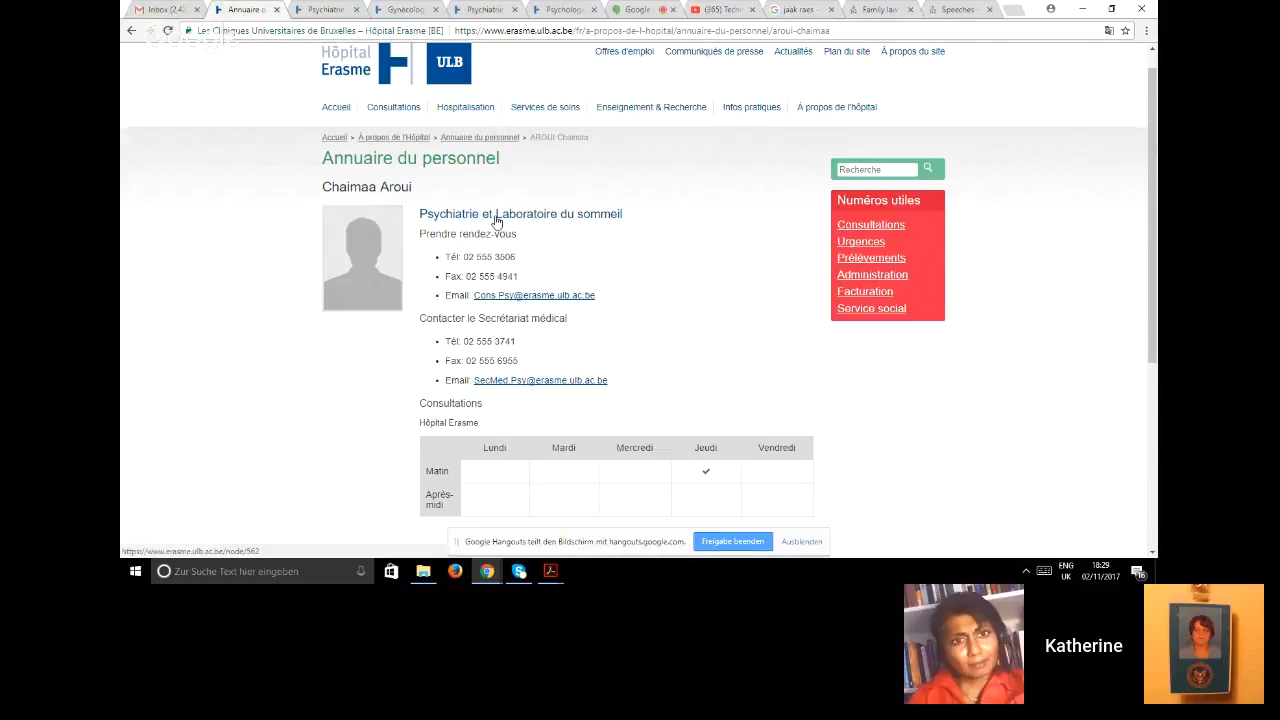 Inbox (2,43
Annuaire d
Psychiatrie
Gynécolog
Psychiatrie
Psycholog
Google
(365) Techn
jaak raes -
Family law
Speeches -
Les Cliniques Universitaires de Bruxelles – Hôpital Erasme [BE]
https://www.erasme.ulb.ac.be/fr/a-propos-de-l-hopital/annuaire-du-personnel/aroui-chaimaa
Hôpital
Erasme
ULB
Offres d'emploi
Communiqués de presse
Actualités
Plan du site
À propos du site
Accueil
Consultations
Hospitalisation
Services de soins
Enseignement & Recherche
Infos pratiques
À propos de l'hôpital
Accueil > À propos de l'Hôpital > Annuaire du personnel > AROUI Chaimaa
Annuaire du personnel
Chaimaa Aroui
Psychiatrie et Laboratoire du sommeil
Prendre rendez-vous
• Tél: 02 555 3506
• Fax: 02 555 4941
• Email: Cons.Psy@erasme.ulb.ac.be
Contacter le Secrétariat médical
• Tél: 02 555 3741
• Fax: 02 555 6955
• Email: SecMed.Psy@erasme.ulb.ac.be
Consultations
Hôpital Erasme
Lundi Mardi Mercredi Jeudi Vendredi
Matin ✔
Après-
midi
Recherche
Numéros utiles
Consultations
Urgences
Prélèvements
Administration
Facturation
Service social
Google Hangouts teilt den Bildschirm mit hangouts.google.com.
Freigabe beenden
Ausblenden
https://www.erasme.ulb.ac.be/node/562
Zur Suche Text hier eingeben
ENG
UK
18:29
02/11/2017
16
Katherine